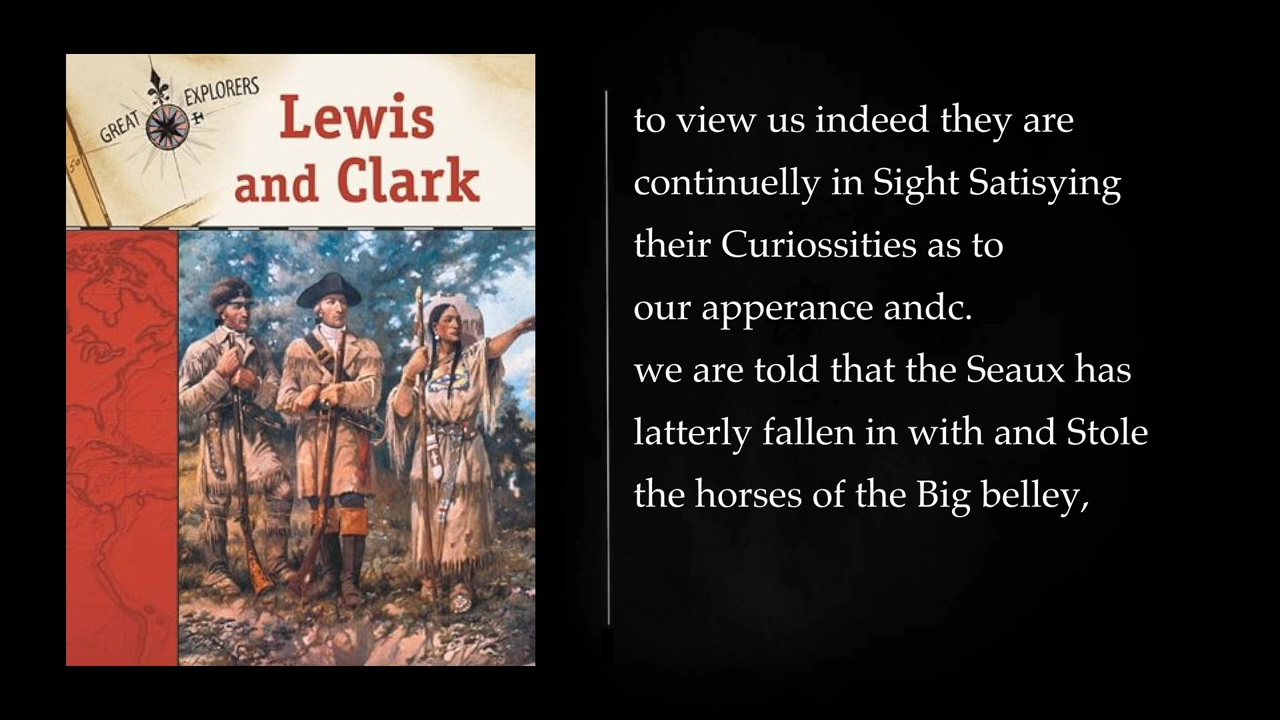 GREAT EXPLORERS
Lewis
and Clark
50
to view us indeed they are
continuelly in Sight Satisying
their Curiossities as to
our apperance andc.
we are told that the Seaux has
latterly fallen in with and Stole
the horses of the Big belley,